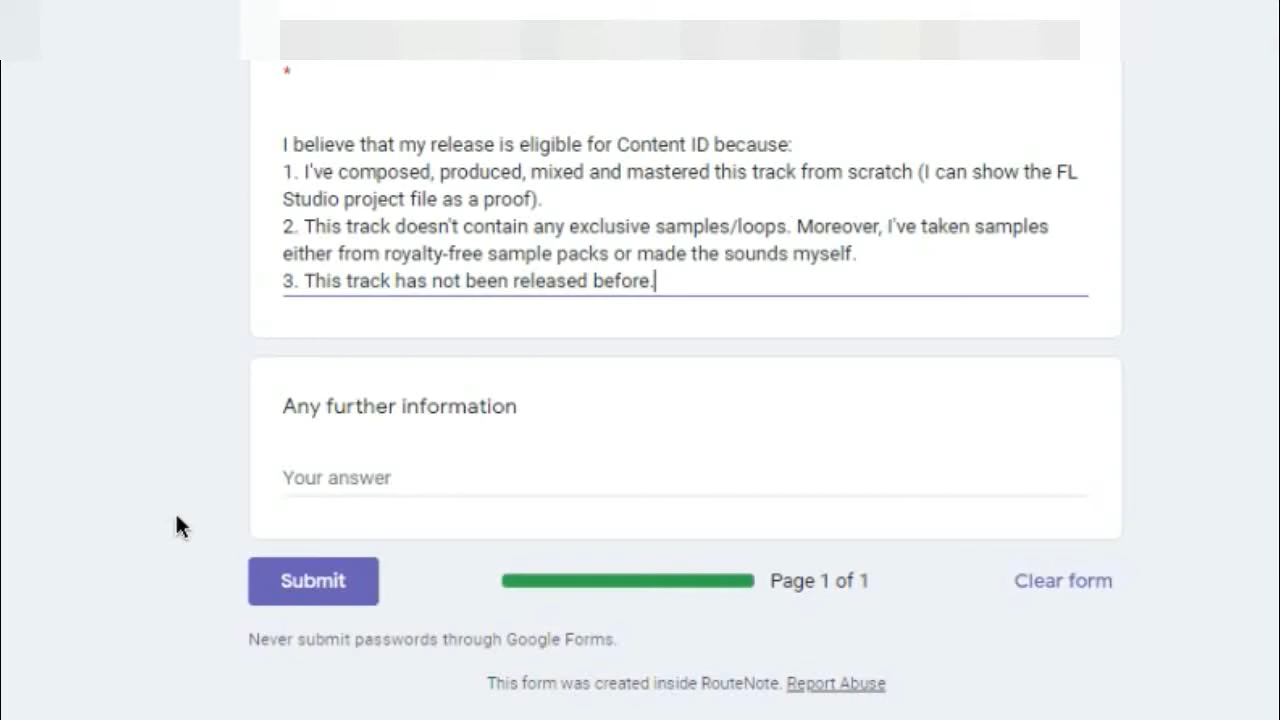 *
I believe that my release is eligible for Content ID because:
1. I've composed, produced, mixed and mastered this track from scratch (I can show the FL
Studio project file as a proof).
2. This track doesn't contain any exclusive samples/loops. Moreover, I've taken samples
either from royalty-free sample packs or made the sounds myself.
3. This track has not been released before.
Any further information
Your answer
Submit
Page 1 of 1
Clear form
Never submit passwords through Google Forms.
This form was created inside RouteNote. Report Abuse